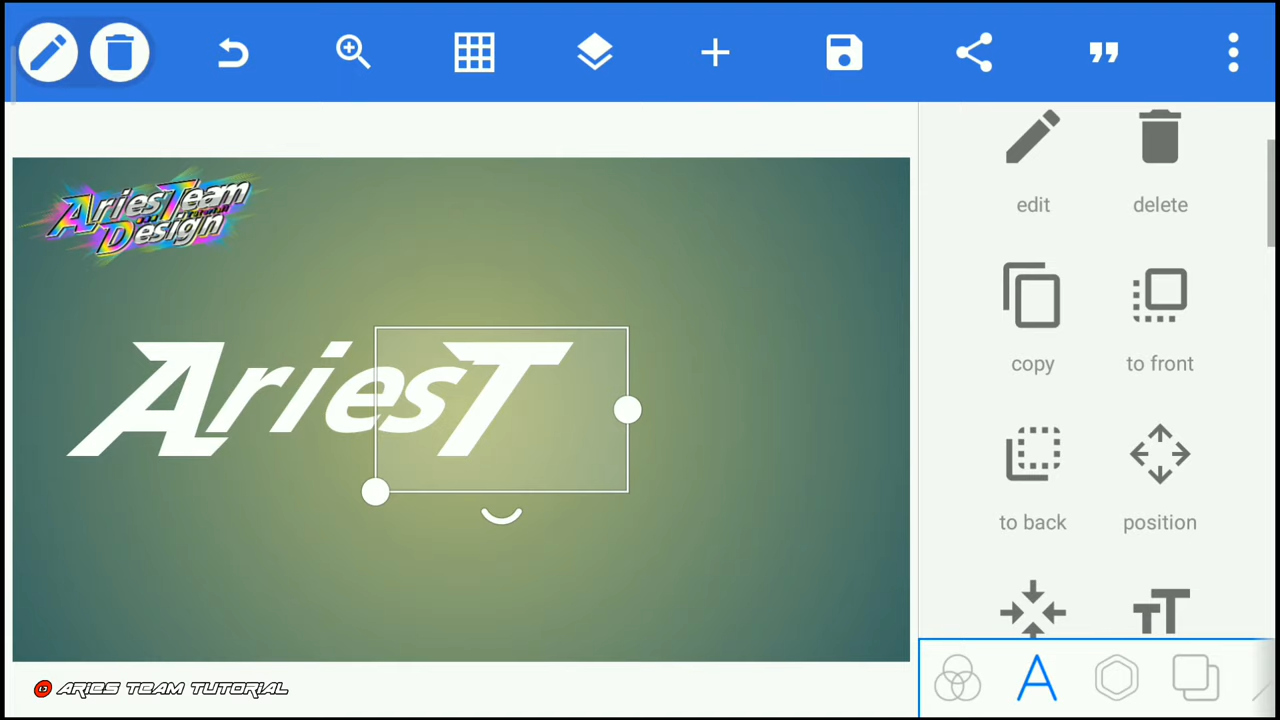 edit delete
AriesTeam
Design
copy to front
AriesT
to back position
ARIES TEAM TUTORIAL